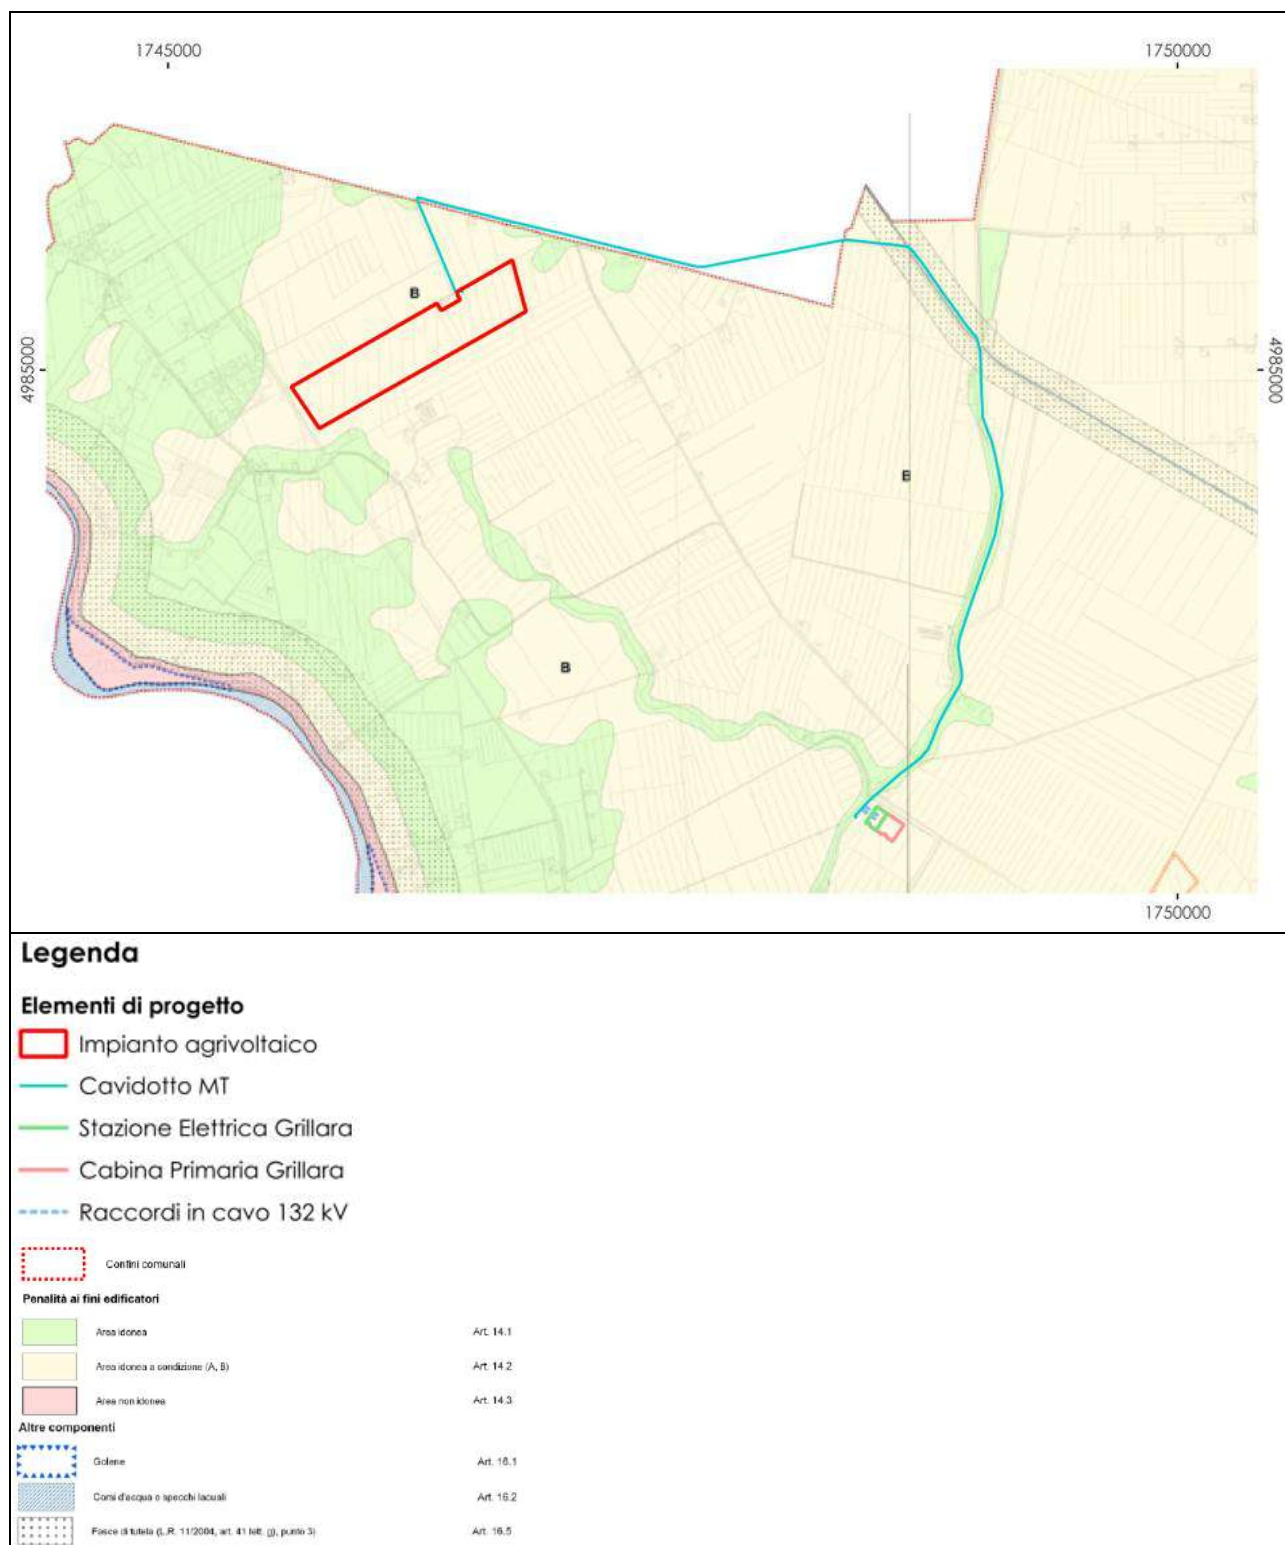 1745000 1750000
B
4985000 4985000
B
B
1750000
Legenda
Elementi di progetto
Impianto agrivoltaico
Cavidotto MT
Stazione Elettrica Grillara
Cabina Primaria Grillara
Raccordi in cavo 132 kV
Confini comunali
Penalità ai fini edificatori
Area idonea Art. 14.1
Area idonea a condizione (A, B) Art. 14.2
Area non idonea Art. 14.3
Altre componenti
Golene Art. 16.1
Corsi d'acqua e specchi lacuali Art. 16.2
Fasce di tutela (L.R. 11/2004, art. 41 lett. g), punto 3) Art. 16.5